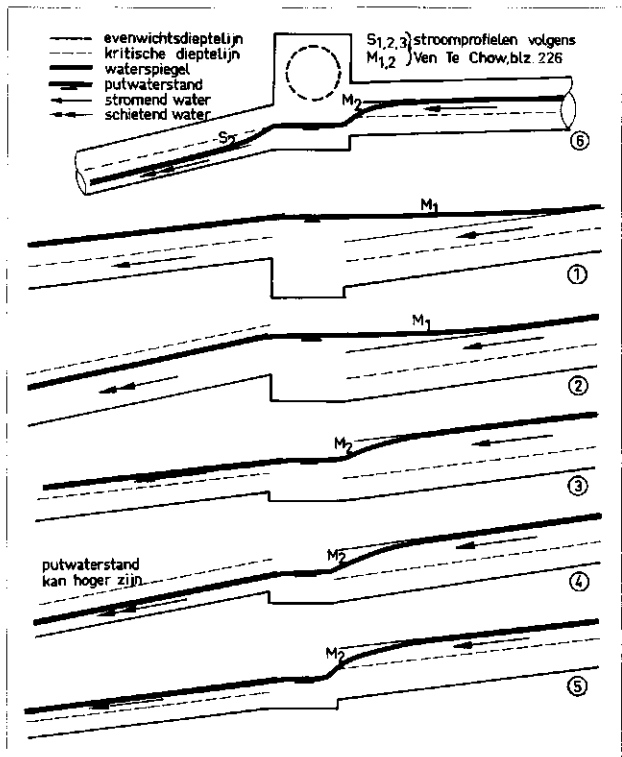 evenwichtsdieptelijn
kritische dieptelijn
waterspiegel
putwaterstand
stromend water
schietend water
S1,2,3 } stroomprofielen volgens
M1,2 } Ven Te Chow, blz. 226
M2
S2
6
M1
1
M1
2
M2
3
M2
putwaterstand
kan hoger zijn
4
M2
5